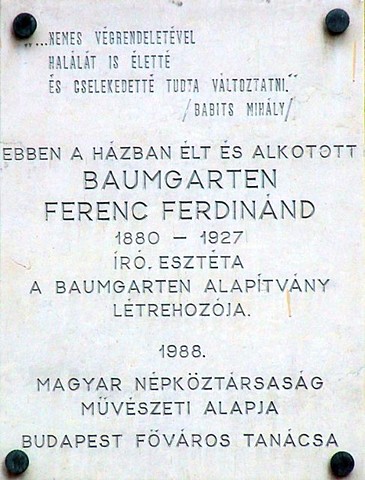 „...NEMES VÉGRENDELETÉVEL
HALÁLÁT IS ÉLETTÉ
ÉS CSELEKEDETTÉ TUDTA VÁLTOZTATNI."
/BABITS MIHÁLY/
EBBEN A HÁZBAN ÉLT ÉS ALKOTOTT
BAUMGARTEN
FERENC FERDINÁND
1880 – 1927
ÍRÓ, ESZTÉTA
A BAUMGARTEN ALAPÍTVÁNY
LÉTREHOZÓJA.
1988.
MAGYAR NÉPKÖZTÁRSASÁG
MŰVÉSZETI ALAPJA
BUDAPEST FŐVÁROS TANÁCSA